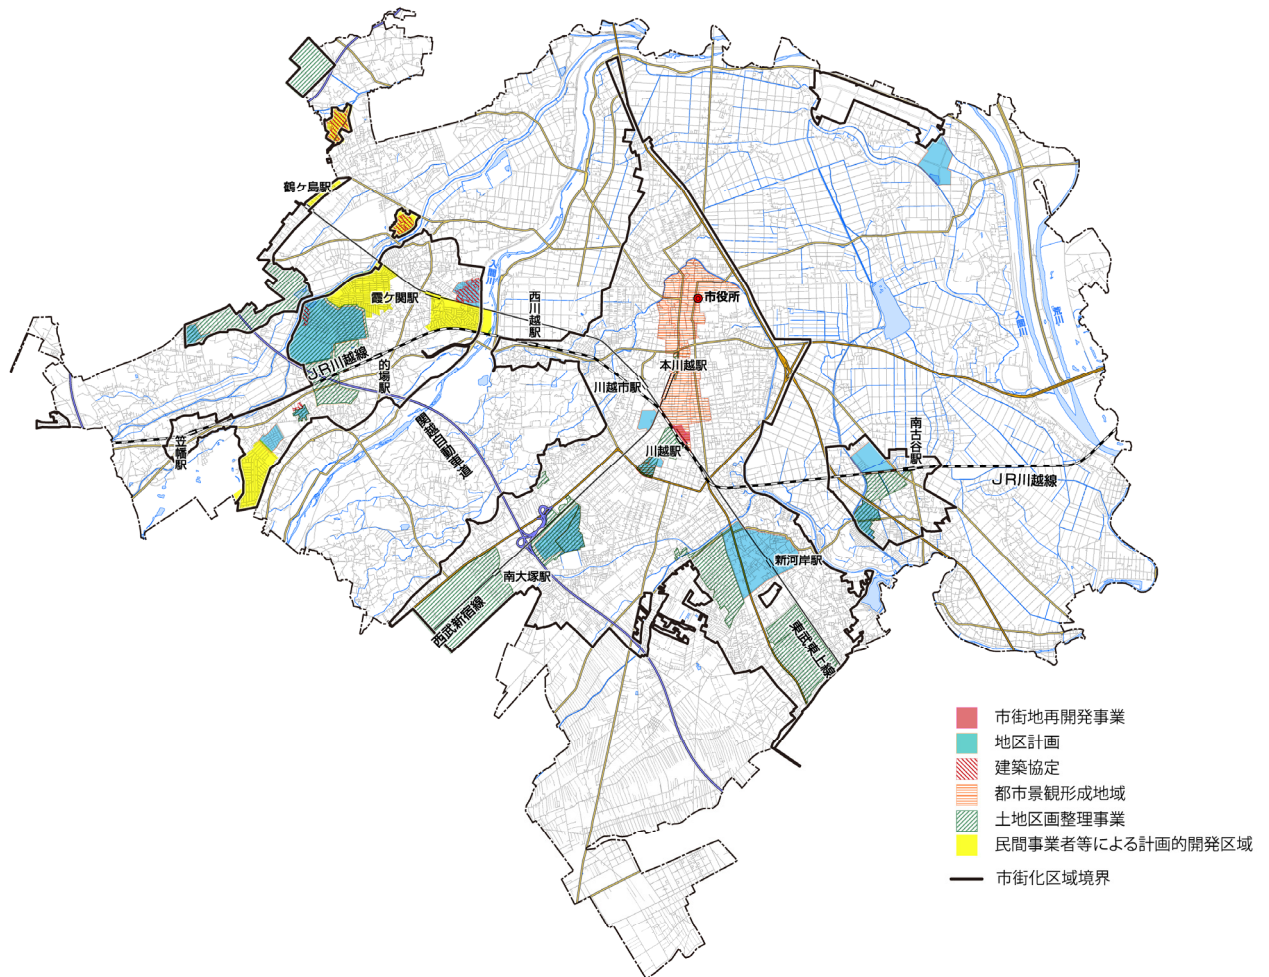 鶴ヶ島駅
入間川
霞ケ関駅
西川越駅
市役所
入間川
荒川
JR川越線
的場駅
本川越駅
川越市駅
関越自動車道
笠幡駅
川越駅
南古谷駅
JR川越線
新河岸駅
南大塚駅
西武新宿線
東武東上線
市街地再開発事業
地区計画
建築協定
都市景観形成地域
土地区画整理事業
民間事業者等による計画的開発区域
市街化区域境界